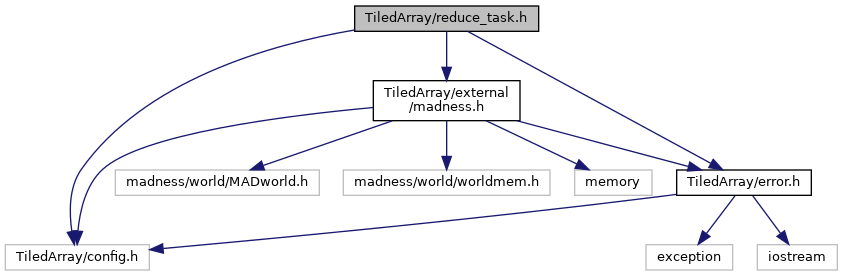 TiledArray/reduce_task.h
TiledArray/external
/madness.h
madness/world/MADworld.h
madness/world/worldmem.h
memory
TiledArray/error.h
TiledArray/config.h
exception
iostream